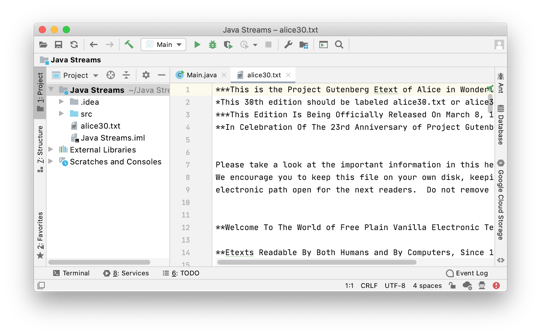 Java Streams – alice30.txt
Main
Java Streams
1: Project
Project
Java Streams ~/Java Str
.idea
src
alice30.txt
Java Streams.iml
External Libraries
Scratches and Consoles
Z: Structure
2: Favorites
Main.java
alice30.txt
1 ***This is the Project Gutenberg Etext of Alice in Wonder
2 *This 30th edition should be labeled alice30.txt or alice3
3 ***This Edition Is Being Officially Released On March 8, 1
4 **In Celebration Of The 23rd Anniversary of Project Gutenb
5
6
7 Please take a look at the important information in this he
8 We encourage you to keep this file on your own disk, keepi
9 electronic path open for the next readers. Do not remove
10
11
12 **Welcome To The World of Free Plain Vanilla Electronic Te
13
14 **Etexts Readable By Both Humans and By Computers, Since 1
15
Ant
Database
Google Cloud Storage
Terminal
8: Services
6: TODO
Event Log
1:1 CRLF UTF-8 4 spaces